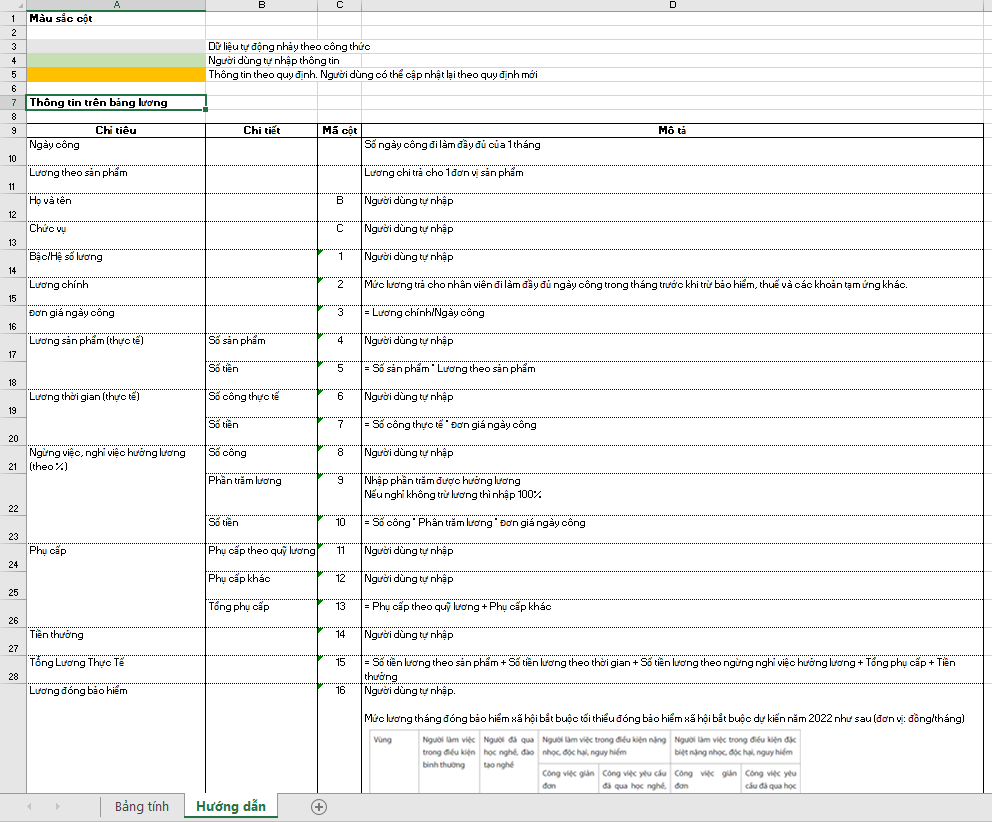 A B C D
1 Màu sắc cột
2
3 Dữ liệu tự động nhảy theo công thức
4 Người dùng tự nhập thông tin
5 Thông tin theo quy định. Người dùng có thể cập nhật lại theo quy định mới
6
7 Thông tin trên bảng lương
8
9 Chỉ tiêu Chi tiết Mã cột Mô tả
10 Ngày công Số ngày công đi làm đầy đủ của 1 tháng
11 Lương theo sản phẩm Lương chi trả cho 1 đơn vị sản phẩm
12 Họ và tên B Người dùng tự nhập
13 Chức vụ C Người dùng tự nhập
14 Bậc/Hệ số lương 1 Người dùng tự nhập
15 Lương chính 2 Mức lương trả cho nhân viên đi làm đầy đủ ngày công trong tháng trước khi trừ bảo hiểm, thuế và các khoản tạm ứng khác.
16 Đơn giá ngày công 3 = Lương chính/Ngày công
17 Lương sản phẩm (thực tế) Số sản phẩm 4 Người dùng tự nhập
18 Số tiền 5 = Số sản phẩm * Lương theo sản phẩm
19 Lương thời gian (thực tế) Số công thực tế 6 Người dùng tự nhập
20 Số tiền 7 = Số công thực tế * Đơn giá ngày công
21 Ngừng việc, nghỉ việc hưởng lương Số công 8 Người dùng tự nhập
(theo %)
22 Phần trăm lương 9 Nhập phần trăm được hưởng lương
Nếu nghỉ không trừ lương thì nhập 100%
23 Số tiền 10 = Số công * Phần trăm lương * Đơn giá ngày công
24 Phụ cấp Phụ cấp theo quỹ lương 11 Người dùng tự nhập
25 Phụ cấp khác 12 Người dùng tự nhập
26 Tổng phụ cấp 13 = Phụ cấp theo quỹ lương + Phụ cấp khác
27 Tiền thưởng 14 Người dùng tự nhập
28 Tổng Lương Thực Tế 15 = Số tiền lương theo sản phẩm + Số tiền lương theo thời gian + Số tiền lương theo ngừng nghỉ việc hưởng lương + Tổng phụ cấp + Tiền
thưởng
Lương đóng bảo hiểm 16 Người dùng tự nhập.
Mức lương tháng đóng bảo hiểm xã hội bắt buộc tối thiểu đóng bảo hiểm xã hội bắt buộc dự kiến năm 2022 như sau (đơn vị: đồng/tháng)
Vùng Người làm việc Người đã qua Người làm việc trong điều kiện nặng Người làm việc trong điều kiện đặc
trong điều kiện học nghề, đào nhọc, độc hại, nguy hiểm biệt nặng nhọc, độc hại, nguy hiểm
bình thường tạo nghề
Công việc giản Công việc yêu cầu Công việc giản Công việc yêu
đơn đã qua học nghề, đơn cầu đã qua học
Bảng tính Hướng dẫn